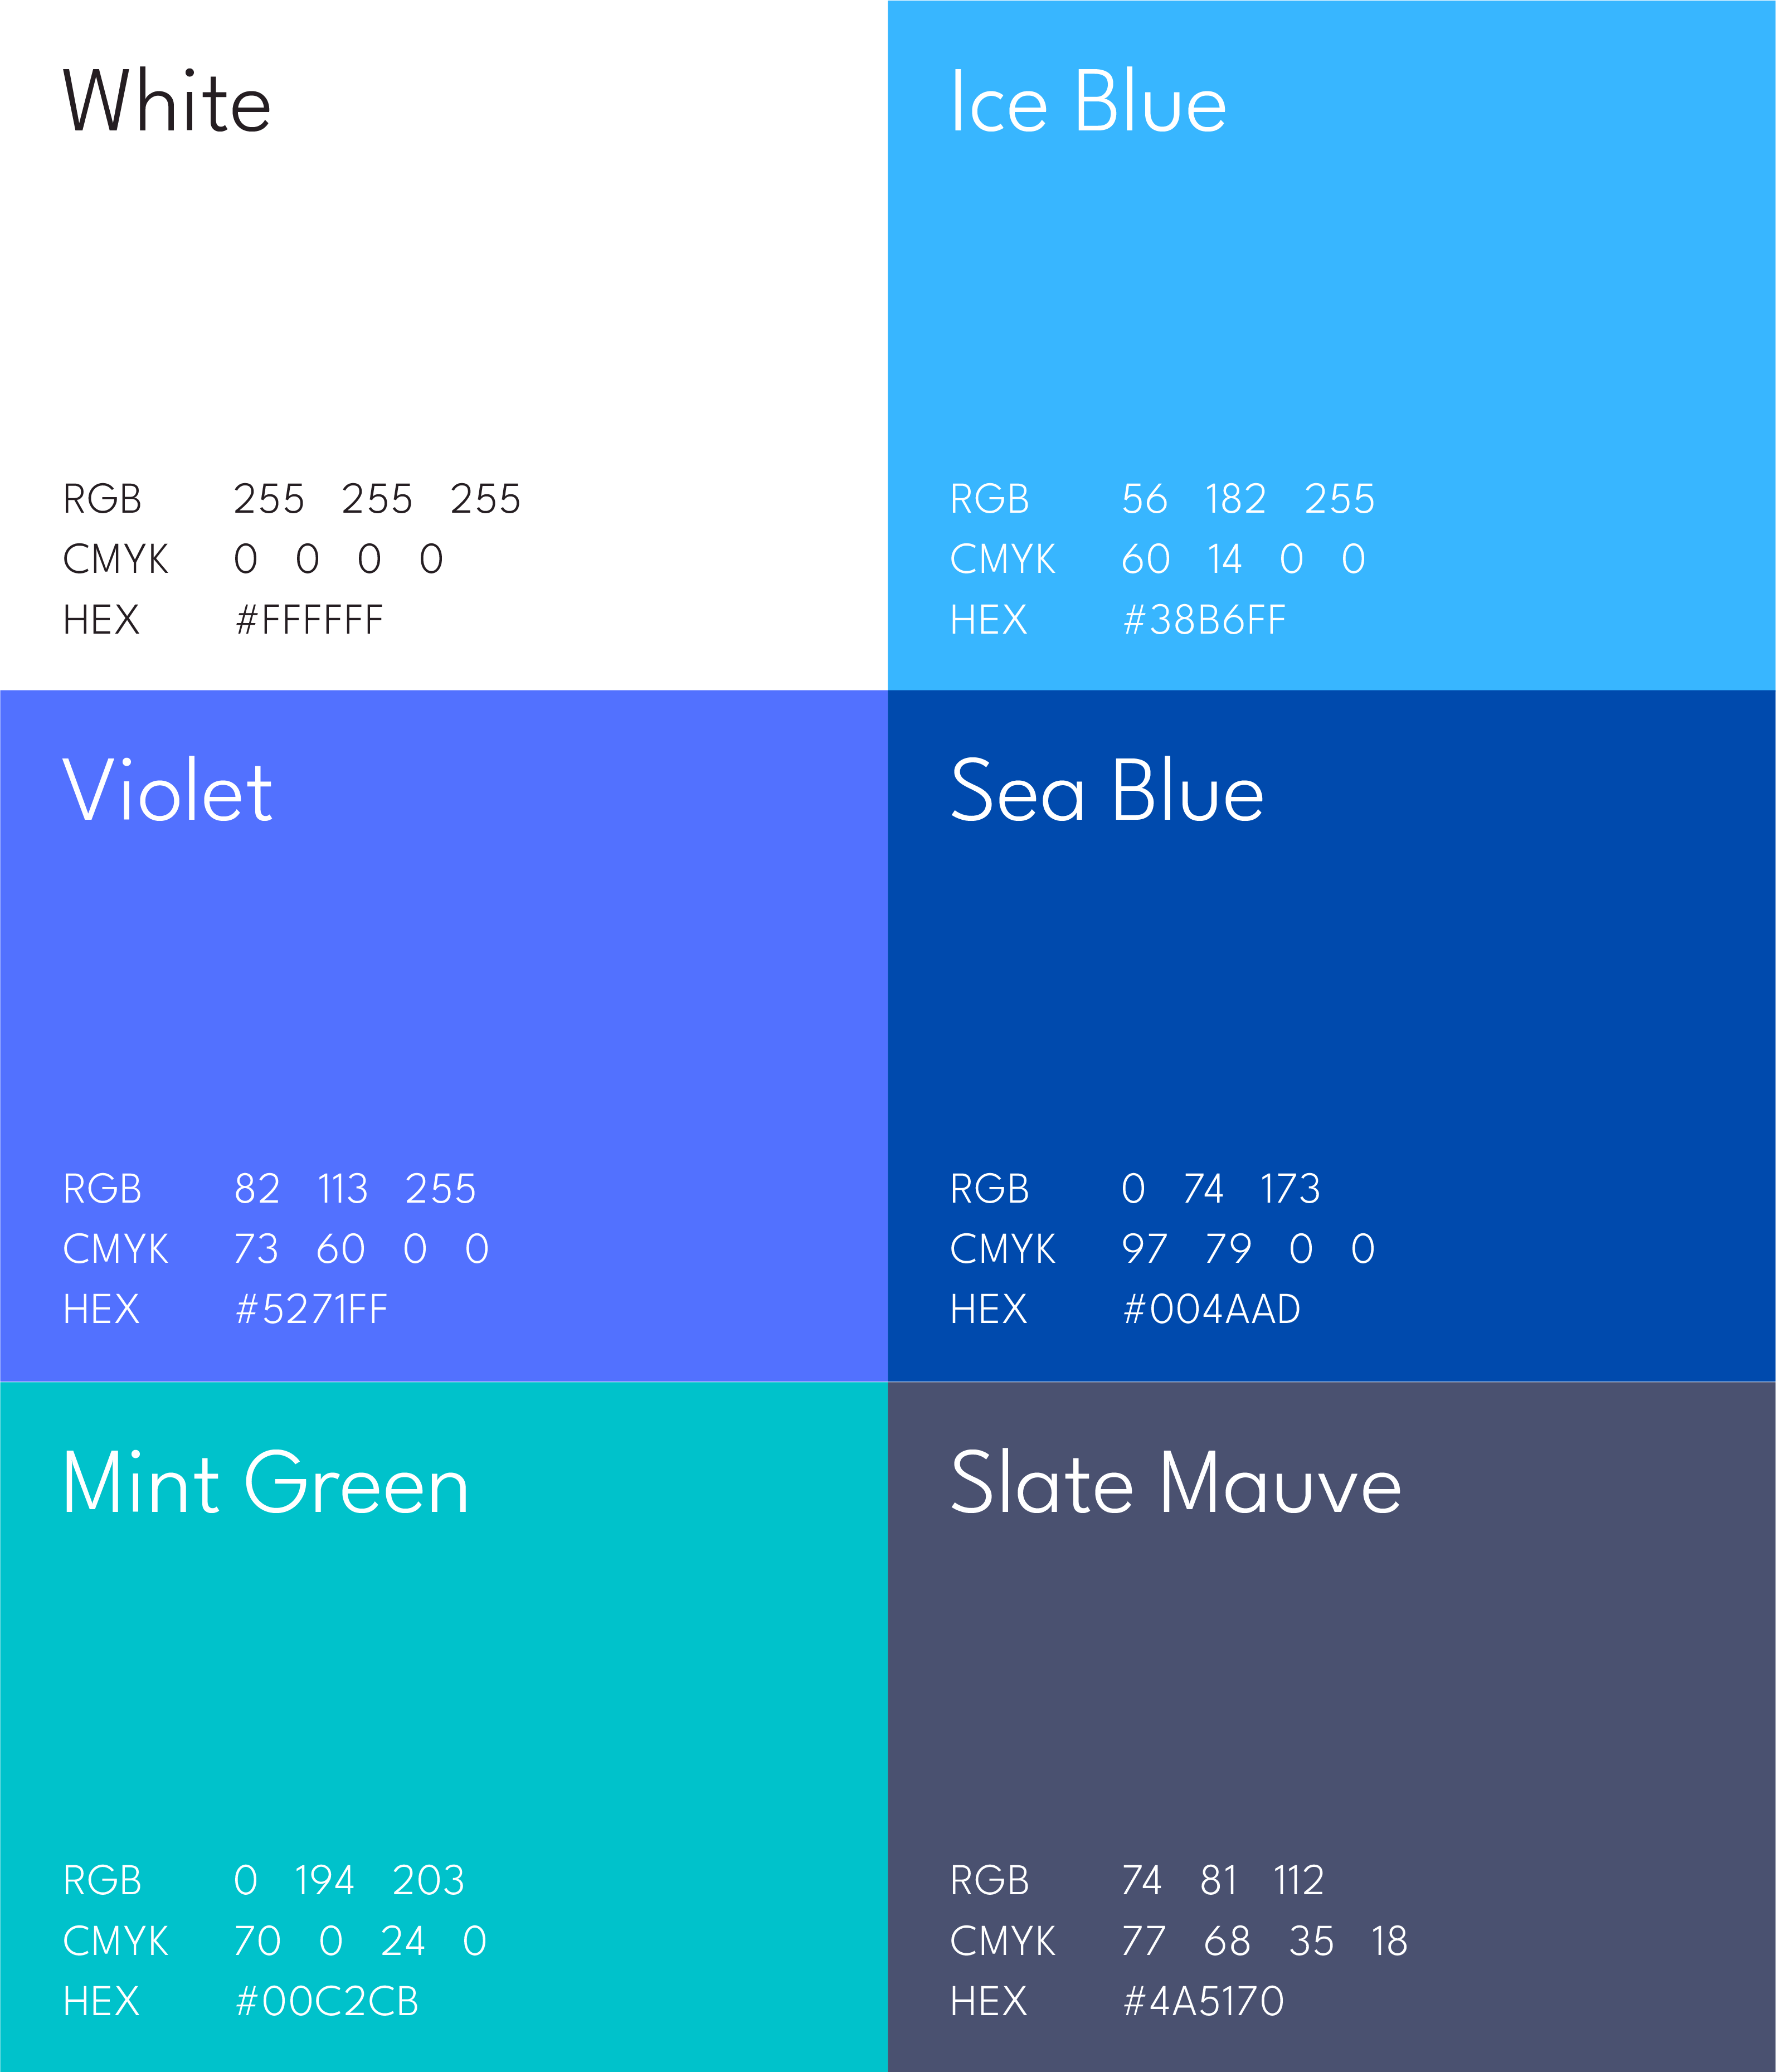 White
RGB 255 255 255
CMYK 0 0 0 0
HEX #FFFFFF
Ice Blue
RGB 56 182 255
CMYK 60 14 0 0
HEX #38B6FF
Violet
RGB 82 113 255
CMYK 73 60 0 0
HEX #5271FF
Sea Blue
RGB 0 74 173
CMYK 97 79 0 0
HEX #004AAD
Mint Green
RGB 0 194 203
CMYK 70 0 24 0
HEX #00C2CB
Slate Mauve
RGB 74 81 112
CMYK 77 68 35 18
HEX #4A5170